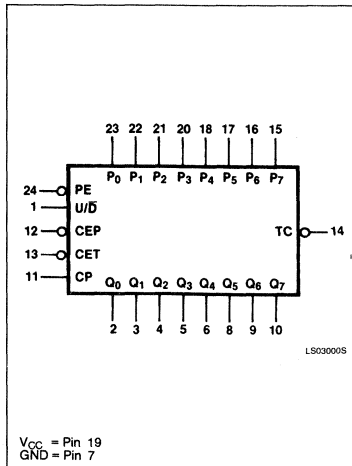 23 22 21 20 18 17 16 15
P0 P1 P2 P3 P4 P5 P6 P7
24 PE
1 U/D̅
12 CEP
TC 14
13 CET
11 CP
Q0 Q1 Q2 Q3 Q4 Q5 Q6 Q7
2 3 4 5 6 8 9 10
LS03000S
VCC = Pin 19
GND = Pin 7